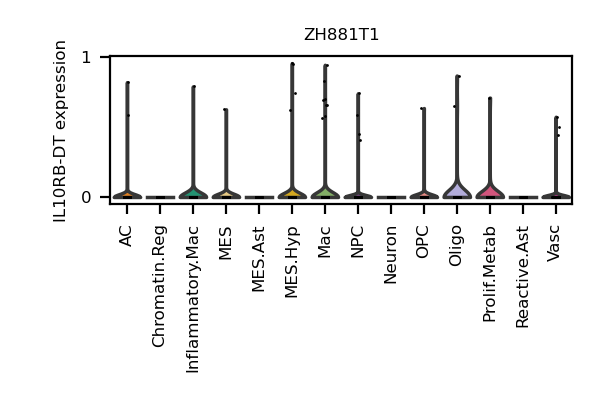 ZH881T1
IL10RB-DT expression
1
0
AC
Chromatin.Reg
Inflammatory.Mac
MES
MES.Ast
MES.Hyp
Mac
NPC
Neuron
OPC
Oligo
Prolif.Metab
Reactive.Ast
Vasc